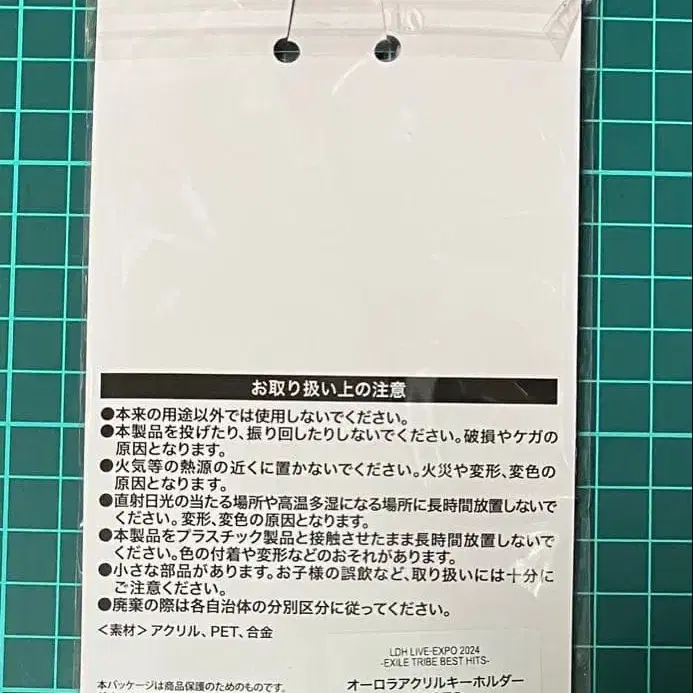 お取り扱い上の注意
●本来の用途以外では使用しないでください。
●本製品を投げたり、振り回したりしないでください。破損やケガの
原因となります。
●火気等の熱源の近くに置かないでください。火災や変形、変色の
原因となります。
●直射日光の当たる場所や高温多湿になる場所に長時間放置しないで
ください。変形、変色の原因となります。
●本製品をプラスチック製品と接触させたまま長時間放置しないで
ください。色の付着や変形などのおそれがあります。
●小さな部品があります。お子様の誤飲など、取り扱いには十分に
ご注意ください。
●廃棄の際は各自治体の分別区分に従ってください。
<素材>アクリル、PET、合金
LDH LIVE-EXPO 2024
-EXILE TRIBE BEST HITS-
オーロラアクリルキーホルダー
本パッケージは商品保護のためのものです。